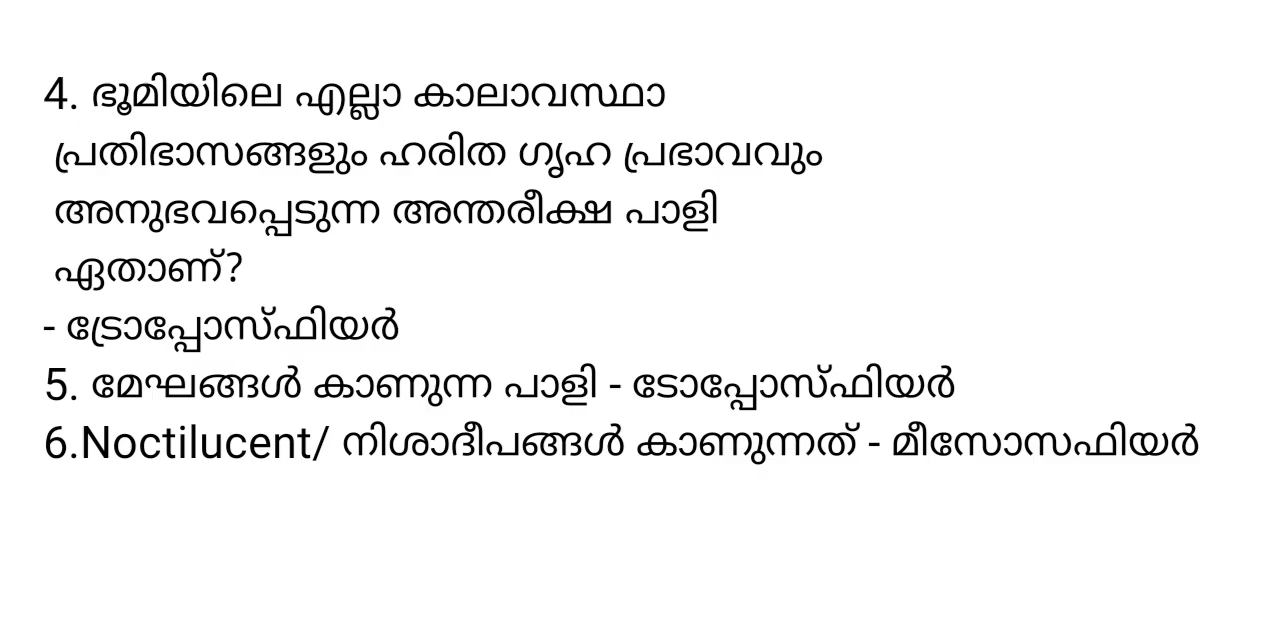 4. ഭൂമിയിലെ എല്ലാ കാലാവസ്ഥാ
പ്രതിഭാസങ്ങളും ഹരിത ഗൃഹ പ്രഭാവവും
അനുഭവപ്പെടുന്ന അന്തരീക്ഷ പാളി
ഏതാണ്?
- ട്രോപ്പോസ്ഫിയർ
5. മേഘങ്ങൾ കാണുന്ന പാളി - ടോപ്പോസ്ഫിയർ
6.Noctilucent/ നിശാദീപങ്ങൾ കാണുന്നത് - മീസോസഫിയർ